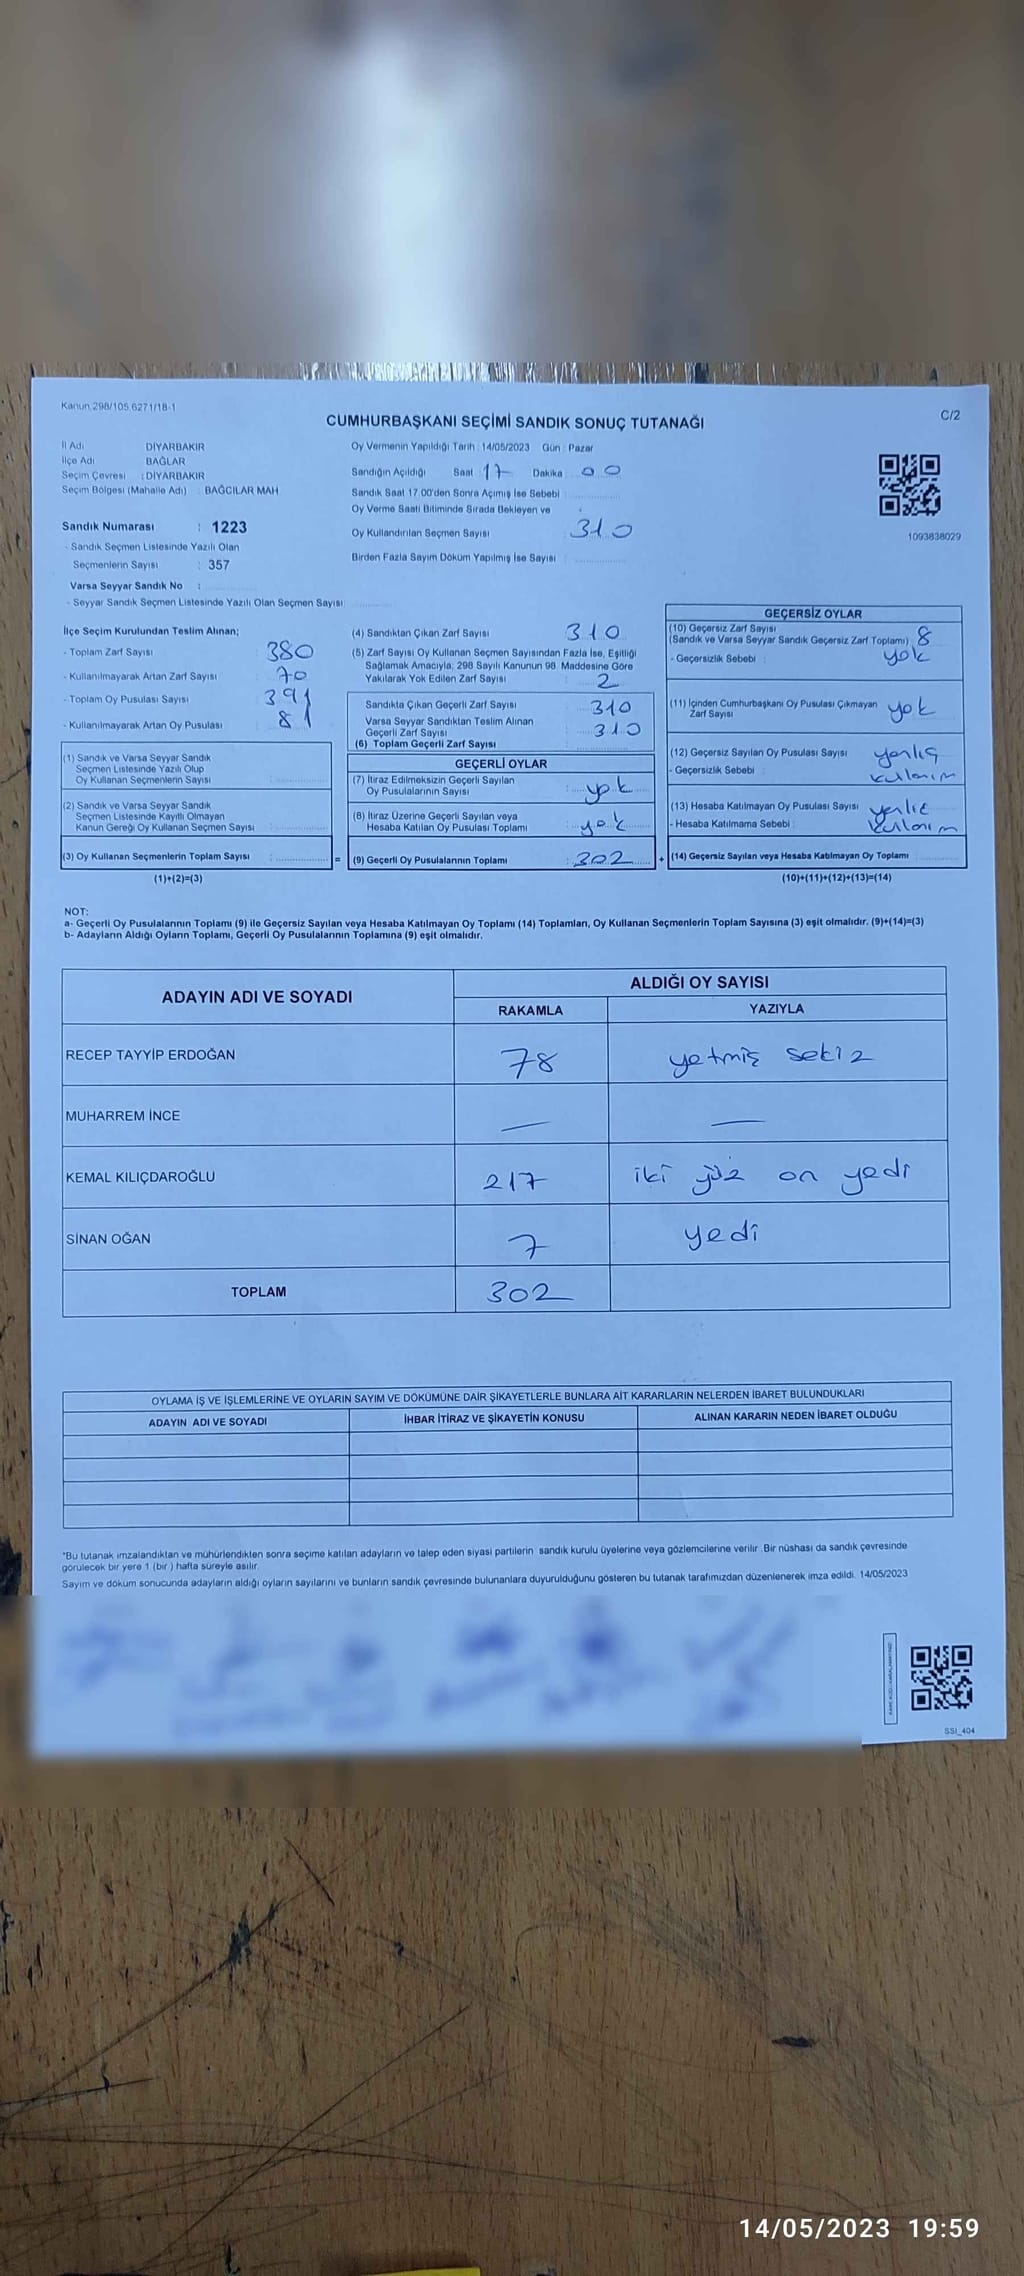 Kanun.298/105.6271/18-1
C/2
CUMHURBAŞKANI SEÇİMİ SANDIK SONUÇ TUTANAĞI
İl Adı DİYARBAKIR
İlçe Adı BAĞLAR
Seçim Çevresi : DİYARBAKIR
Seçim Bölgesi (Mahalle Adı) : BAĞCILAR MAH
Sandık Numarası : 1223
- Sandık Seçmen Listesinde Yazılı Olan
Seçmenlerin Sayısı : 357
Varsa Seyyar Sandık No :
- Seyyar Sandık Seçmen Listesinde Yazılı Olan Seçmen Sayısı
Oy Vermenin Yapıldığı Tarih : 14/05/2023 Gün : Pazar
Sandığın Açıldığı Saat 17 Dakika 00
Sandık Saat 17.00'den Sonra Açımış İse Sebebi
Oy Verme Saati Bitiminde Sırada Bekleyen ve
Oy Kullandırılan Seçmen Sayısı 310
Birden Fazla Sayım Döküm Yapılmış İse Sayısı :
1093838029
İlçe Seçim Kurulundan Teslim Alınan;
- Toplam Zarf Sayısı 380
- Kullanılmayarak Artan Zarf Sayısı 70
- Toplam Oy Pusulası Sayısı 391
- Kullanılmayarak Artan Oy Pusulası 81
(1) Sandık ve Varsa Seyyar Sandık
Seçmen Listesinde Yazılı Olup
Oy Kullanan Seçmenlerin Sayısı
(2) Sandık ve Varsa Seyyar Sandık
Seçmen Listesinde Kayıtlı Olmayan
Kanun Gereği Oy Kullanan Seçmen Sayısı
(3) Oy Kullanan Seçmenlerin Toplam Sayısı : =
(1)+(2)=(3)
(4) Sandıktan Çıkan Zarf Sayısı 310
(5) Zarf Sayısı Oy Kullanan Seçmen Sayısından Fazla İse, Eşitliği
Sağlamak Amacıyla; 298 Sayılı Kanunun 98. Maddesine Göre
Yakılarak Yok Edilen Zarf Sayısı 2
Sandıkta Çıkan Geçerli Zarf Sayısı 310
Varsa Seyyar Sandıktan Teslim Alınan
Geçerli Zarf Sayısı 310
(6) Toplam Geçerli Zarf Sayısı
GEÇERLİ OYLAR
(7) İtiraz Edilmeksizin Geçerli Sayılan
Oy Pusulalarının Sayısı : yok
(8) İtiraz Üzerine Geçerli Sayılan veya
Hesaba Katılan Oy Pusulası Toplamı : yok
(9) Geçerli Oy Pusulalarının Toplamı : 302 +
GEÇERSİZ OYLAR
(10) Geçersiz Zarf Sayısı
(Sandık ve Varsa Seyyar Sandık Geçersiz Zarf Toplamı) 8
- Geçersizlik Sebebi : yok
(11) İçinden Cumhurbaşkanı Oy Pusulası Çıkmayan
Zarf Sayısı yok
(12) Geçersiz Sayılan Oy Pusulası Sayısı yanlış
- Geçersizlik Sebebi kullanım
(13) Hesaba Katılmayan Oy Pusulası Sayısı
- Hesaba Katılmama Sebebi
(14) Geçersiz Sayılan veya Hesaba Katılmayan Oy Toplamı
(10)+(11)+(12)+(13)=(14)
NOT:
a- Geçerli Oy Pusulalarının Toplamı (9) ile Geçersiz Sayılan veya Hesaba Katılmayan Oy Toplamı (14) Toplamları, Oy Kullanan Seçmenlerin Toplam Sayısına (3) eşit olmalıdır. (9)+(14)=(3)
b- Adayların Aldığı Oyların Toplamı, Geçerli Oy Pusulalarının Toplamına (9) eşit olmalıdır.
ADAYIN ADI VE SOYADI ALDIĞI OY SAYISI
RAKAMLA YAZIYLA
RECEP TAYYİP ERDOĞAN 78 yetmiş sekiz
MUHARREM İNCE — —
KEMAL KILIÇDAROĞLU 217 iki yüz on yedi
SİNAN OĞAN 7 yedi
TOPLAM 302
OYLAMA İŞ VE İŞLEMLERİNE VE OYLARIN SAYIM VE DÖKÜMÜNE DAİR ŞİKAYETLERLE BUNLARA AİT KARARLARIN NELERDEN İBARET BULUNDUKLARI
ADAYIN ADI VE SOYADI İHBAR İTİRAZ VE ŞİKAYETİN KONUSU ALINAN KARARIN NEDEN İBARET OLDUĞU
*Bu tutanak imzalandıktan ve mühürlendikten sonra seçime katılan adayların ve talep eden siyasi partilerin sandık kurulu üyelerine veya gözlemcilerine verilir. Bir nüshası da sandık çevresinde
görülecek bir yere 1 (bir ) hafta süreyle asılır.
Sayım ve döküm sonucunda adayların aldığı oyların sayılarını ve bunların sandık çevresinde bulunanlara duyurulduğunu gösteren bu tutanak tarafımızdan düzenlenerek imza edildi. 14/05/2023
SSI_404
14/05/2023 19:59